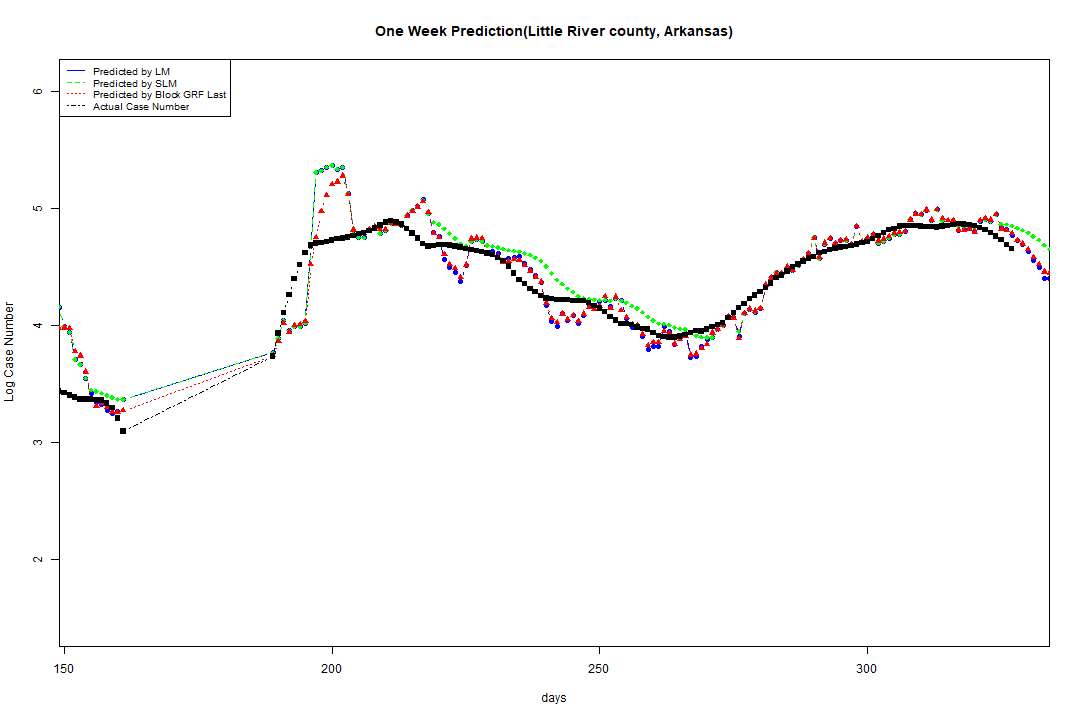 One Week Prediction(Little River county, Arkansas)
Predicted by LM
Predicted by SLM
Predicted by Block GRF Last
Actual Case Number
6
5
4
3
2
Log Case Number
150 200 250 300
days